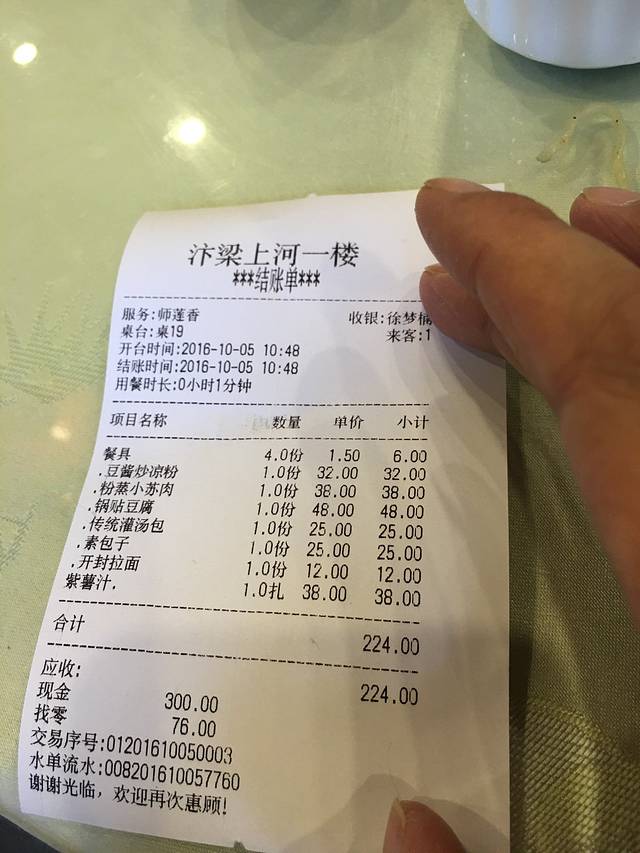 汴梁上河一楼
***结账单***
服务:师莲香 收银:徐梦楠
桌台:桌19 来客:1
开台时间:2016-10-05 10:48
结账时间:2016-10-05 10:48
用餐时长:0小时1分钟
项目名称 数量 单价 小计
餐具 4.0份 1.50 6.00
.豆酱炒凉粉 1.0份 32.00 32.00
.粉蒸小苏肉 1.0份 38.00 38.00
.锅贴豆腐 1.0份 48.00 48.00
.传统灌汤包 1.0份 25.00 25.00
.素包子 1.0份 25.00 25.00
.开封拉面 1.0份 12.00 12.00
紫薯汁. 1.0扎 38.00 38.00
合计 224.00
应收: 224.00
现金 300.00
找零 76.00
交易序号:01201610050003
水单流水:008201610057760
谢谢光临，欢迎再次惠顾!